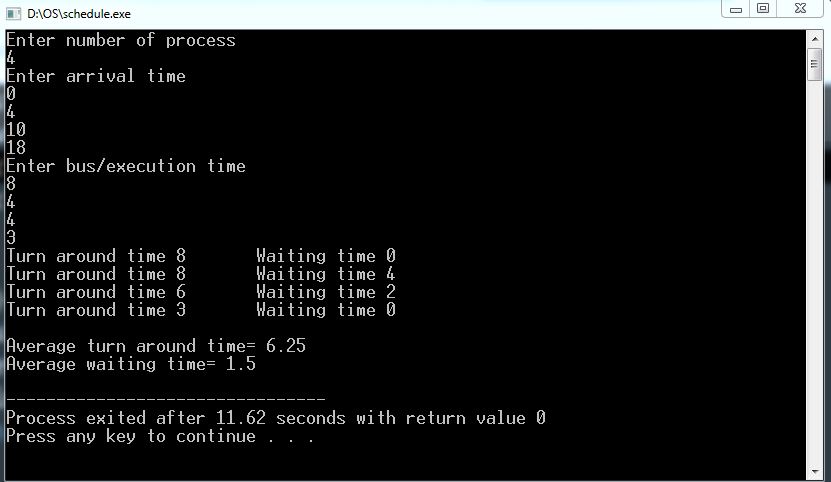 D:\OS\schedule.exe
Enter number of process
4
Enter arrival time
0
4
10
18
Enter bus/execution time
8
4
4
3
Turn around time 8       Waiting time 0
Turn around time 8       Waiting time 4
Turn around time 6       Waiting time 2
Turn around time 3       Waiting time 0
Average turn around time= 6.25
Average waiting time= 1.5
--------------------------------
Process exited after 11.62 seconds with return value 0
Press any key to continue . . .